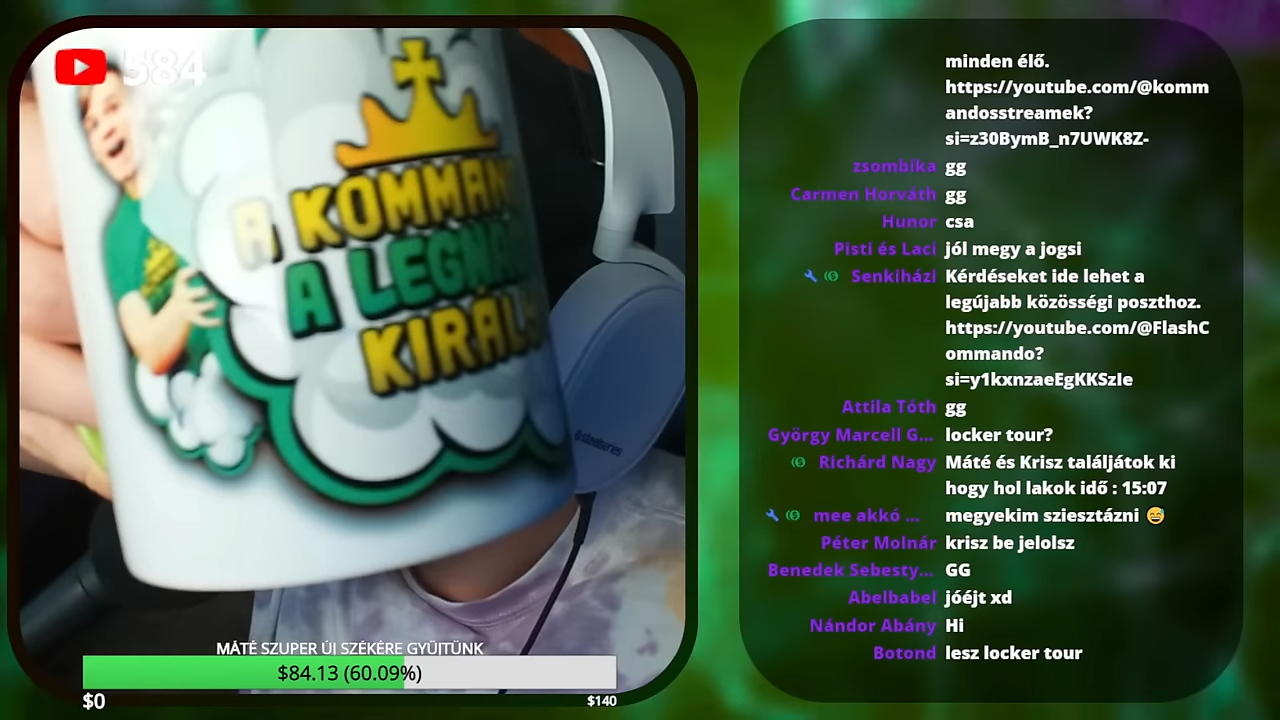 584
A KOMMAN
A LEGN
KIRÁLY
steelseries
MÁTÉ SZUPER ÚJ SZÉKÉRE GYŰJTÜNK
$84.13 (60.09%)
$0
$140
minden élő.
https://youtube.com/@komm
andosstreamek?
si=z30BymB_n7UWK8Z-
zsombika gg
Carmen Horváth gg
Hunor csa
Pisti és Laci jól megy a jogsi
Senkiházi Kérdéseket ide lehet a
legújabb közösségi poszthoz.
https://youtube.com/@FlashC
ommando?
si=y1kxnzaeEgKKSzIe
Attila Tóth gg
György Marcell G... locker tour?
Richárd Nagy Máté és Krisz találjátok ki
hogy hol lakok idő : 15:07
mee akkó ... megyekim sziesztázni 😅
Péter Molnár krisz be jelolsz
Benedek Sebesty... GG
Abelbabel jóéjt xd
Nándor Abány Hi
Botond lesz locker tour